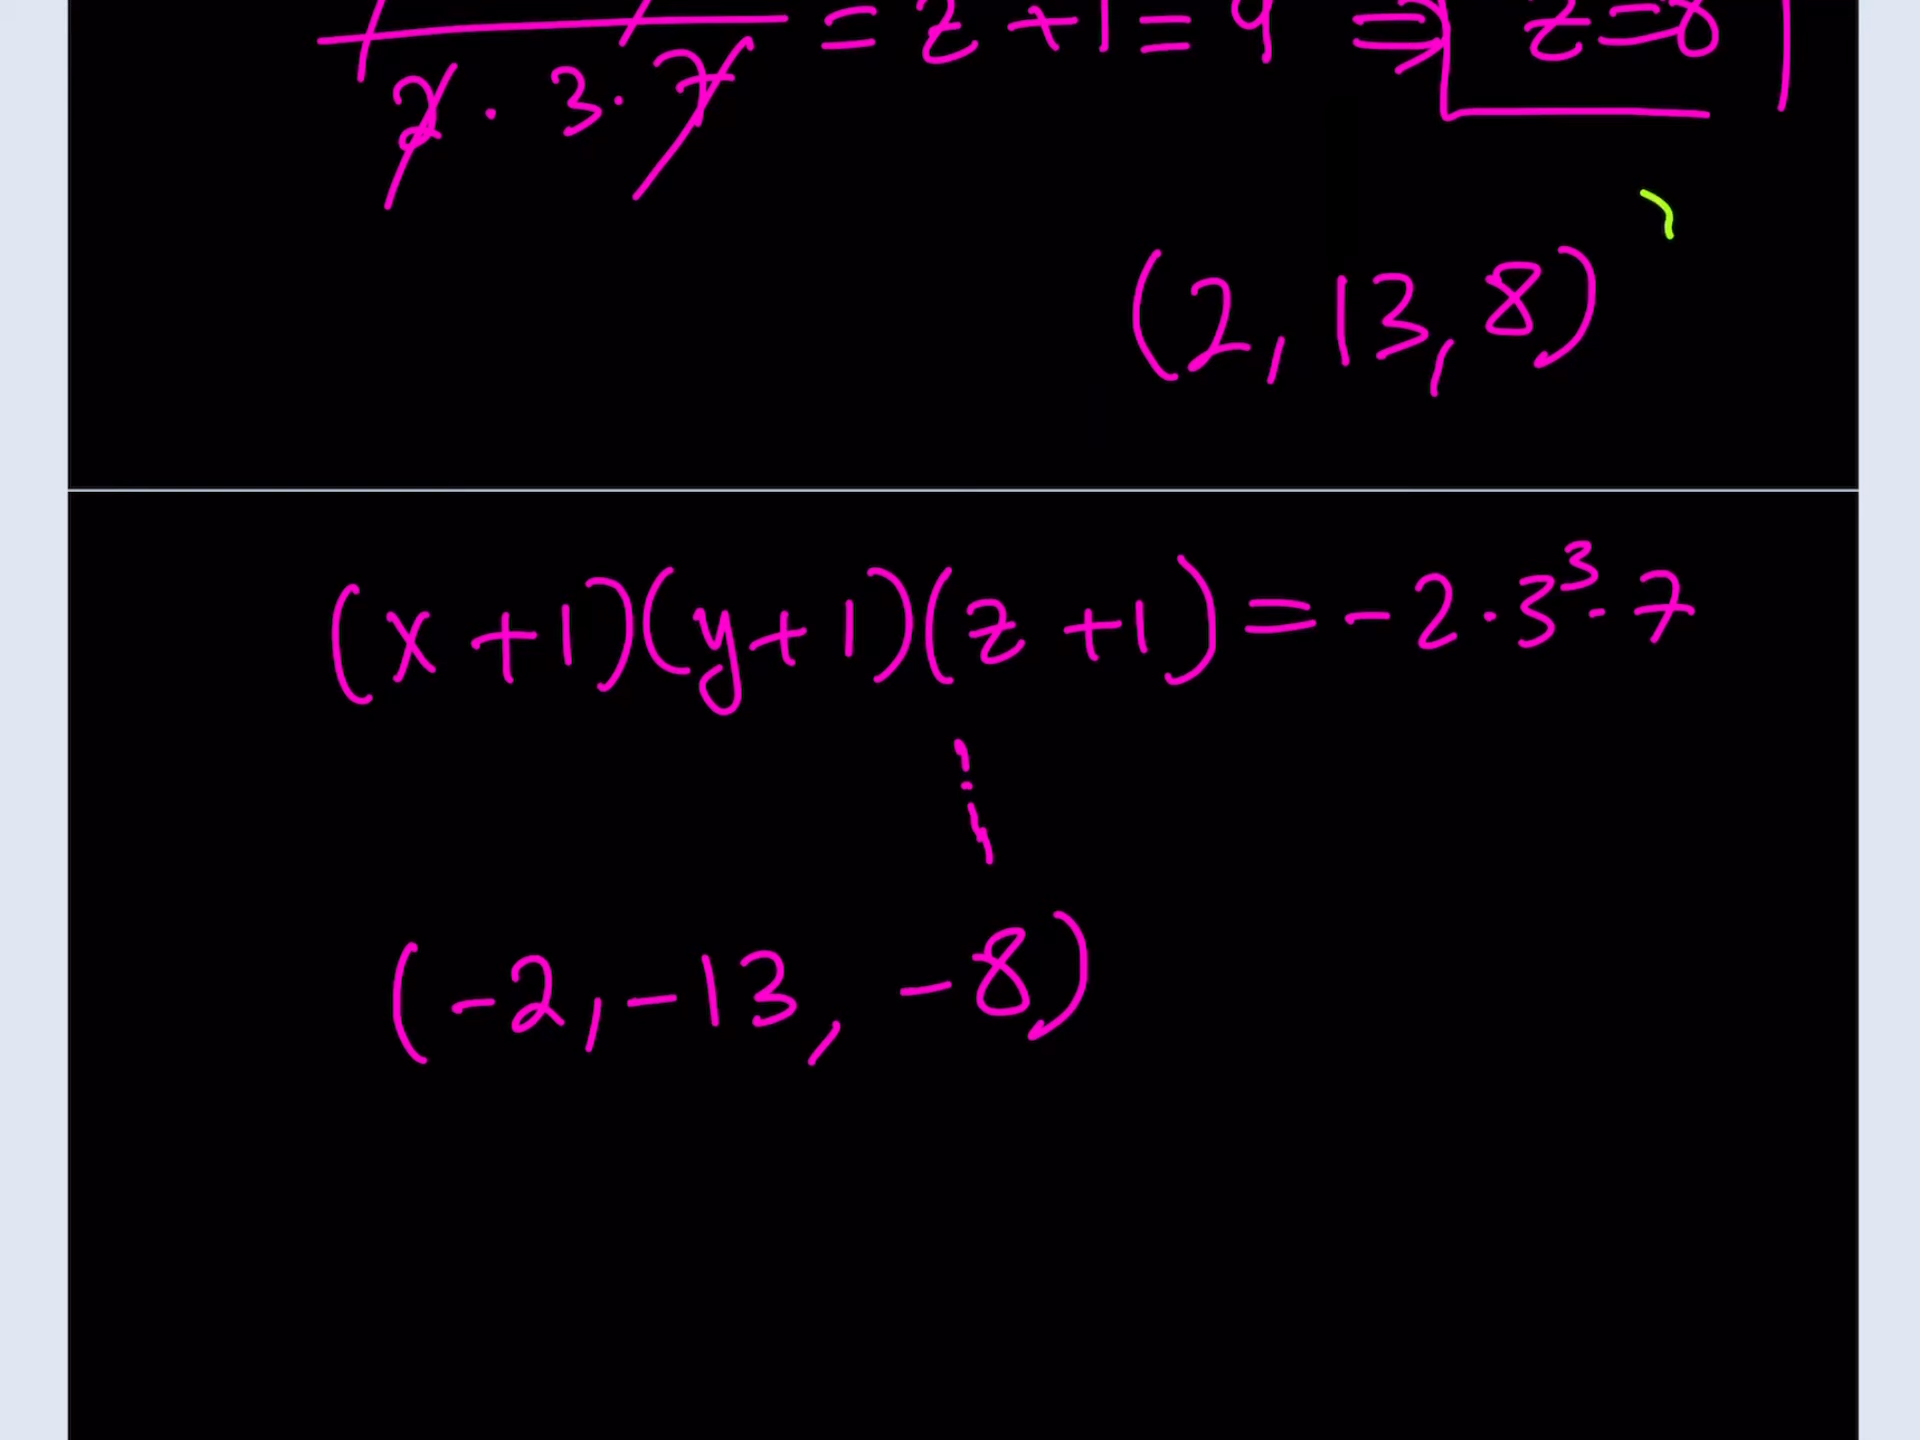 = z + 1 = 9 ⇒ z = 8
2 · 3 · 7
(2, 13, 8)
(x + 1)(y + 1)(z + 1) = - 2 · 3³ · 7
(-2, -13, -8)